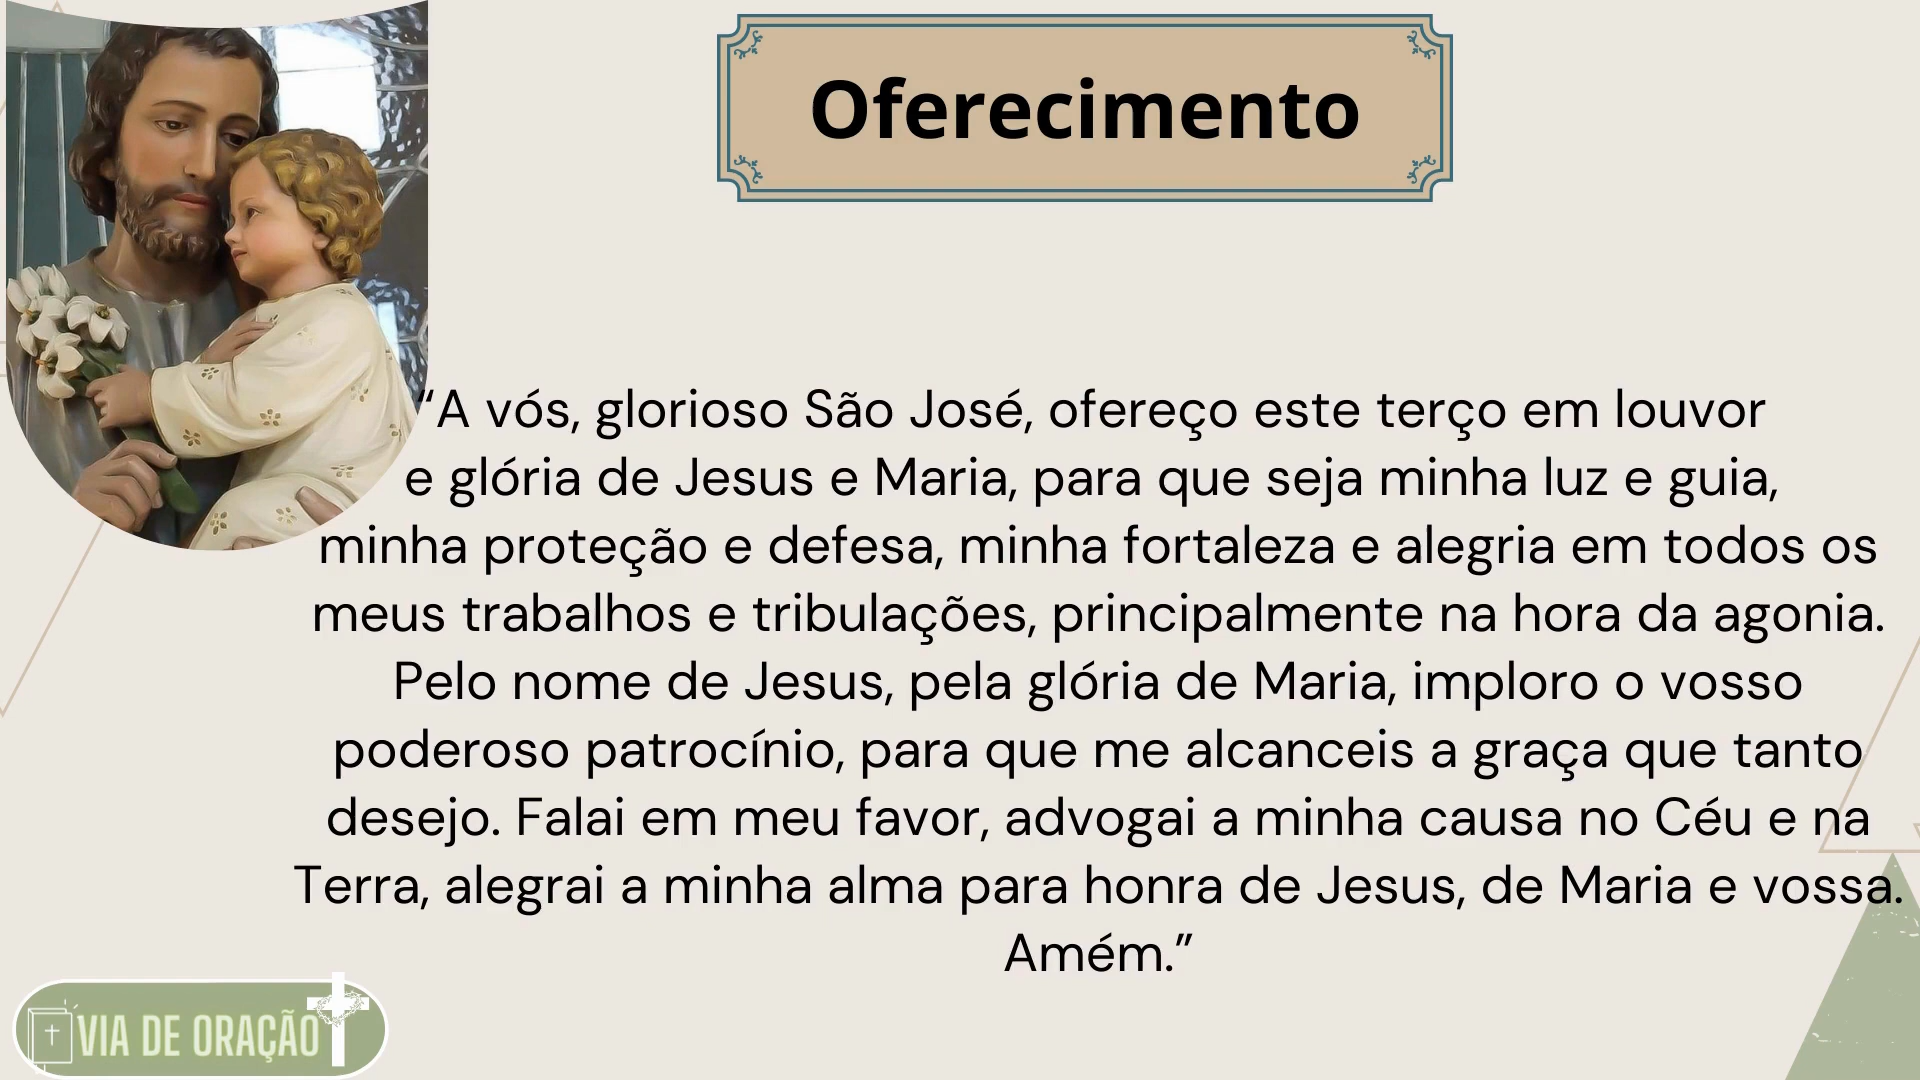 Oferecimento
“A vós, glorioso São José, ofereço este terço em louvor
e glória de Jesus e Maria, para que seja minha luz e guia,
minha proteção e defesa, minha fortaleza e alegria em todos os
meus trabalhos e tribulações, principalmente na hora da agonia.
Pelo nome de Jesus, pela glória de Maria, imploro o vosso
poderoso patrocínio, para que me alcanceis a graça que tanto
desejo. Falai em meu favor, advogai a minha causa no Céu e na
Terra, alegrai a minha alma para honra de Jesus, de Maria e vossa.
Amém.”
VIA DE ORAÇÃO